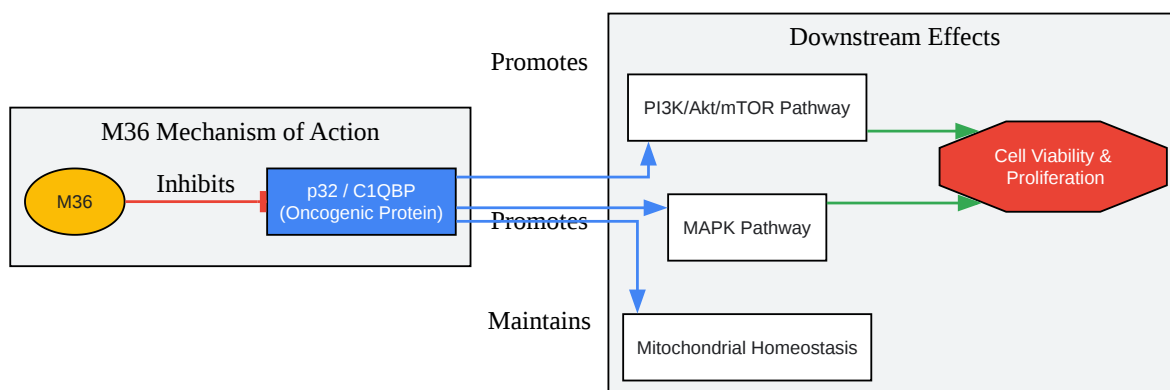 M36 Mechanism of Action
M36
Inhibits
p32 / C1QBP
(Oncogenic Protein)
Promotes
Promotes
Maintains
Downstream Effects
PI3K/Akt/mTOR Pathway
MAPK Pathway
Mitochondrial Homeostasis
Cell Viability &
Proliferation